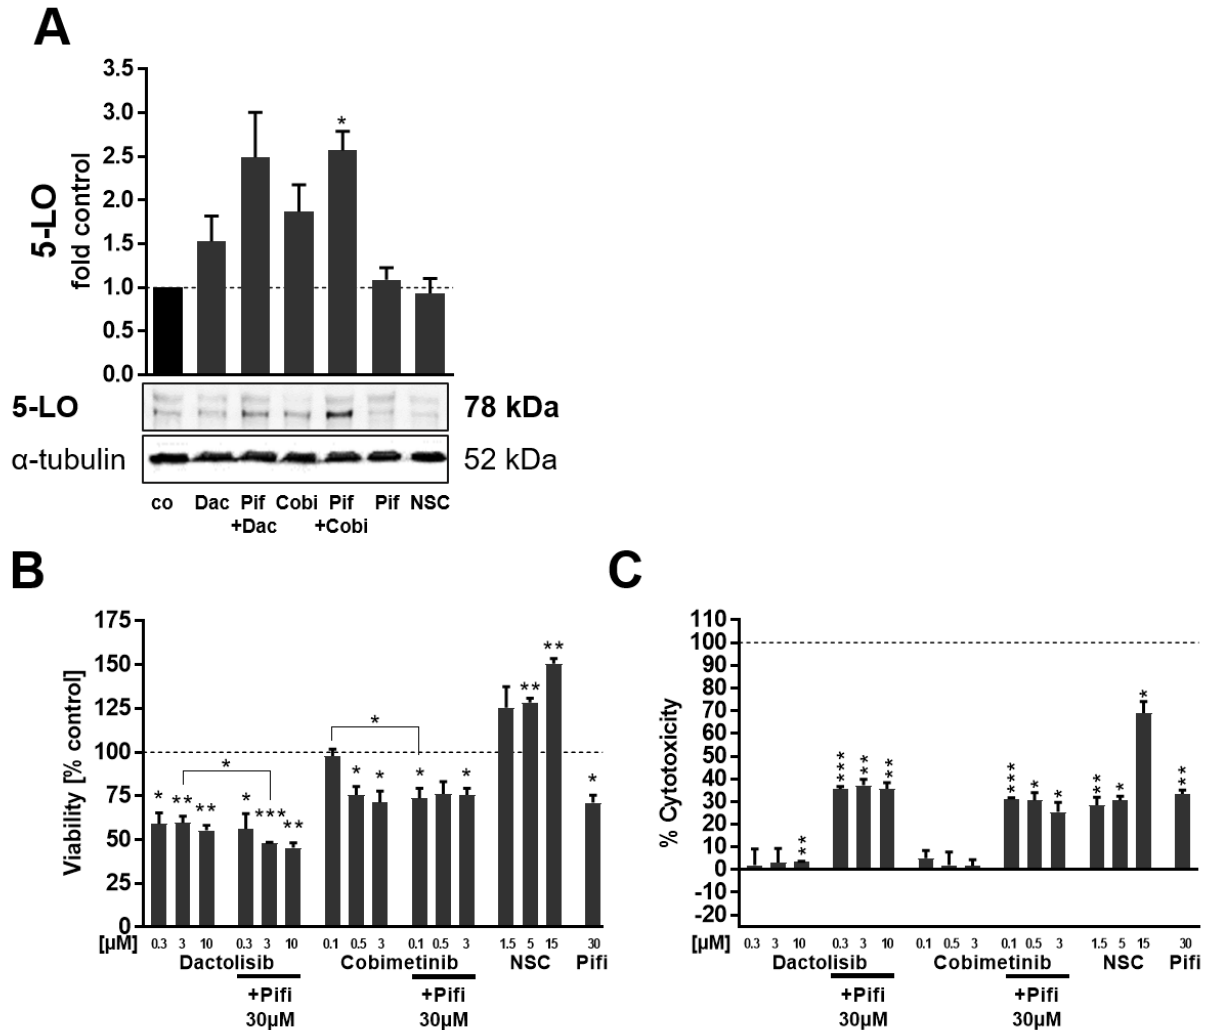 A
3.5
3.0
2.5
2.0
1.5
1.0
0.5
0.0
5-LO
fold control
*
5-LO
78 kDa
α-tubulin
52 kDa
co Dac Pif Cobi Pif Pif NSC
+Dac +Cobi
B
175
150
125
100
75
50
25
0
Viability [% control]
* ** ** * *** ** * * * * * * ** ** *
[µM] 0.3 3 10 0.3 3 10 0.1 0.5 3 0.1 0.5 3 1.5 5 15 30
Dactolisib Cobimetinib NSC Pifi
+Pifi +Pifi
30µM 30µM
C
110
100
90
80
70
60
50
40
30
20
10
0
-10
-20
% Cytotoxicity
** *** ** ** *** * * ** * * **
[µM] 0.3 3 10 0.3 3 10 0.1 0.5 3 0.1 0.5 3 1.5 5 15 30
Dactolisib Cobimetinib NSC Pifi
+Pifi +Pifi
30µM 30µM